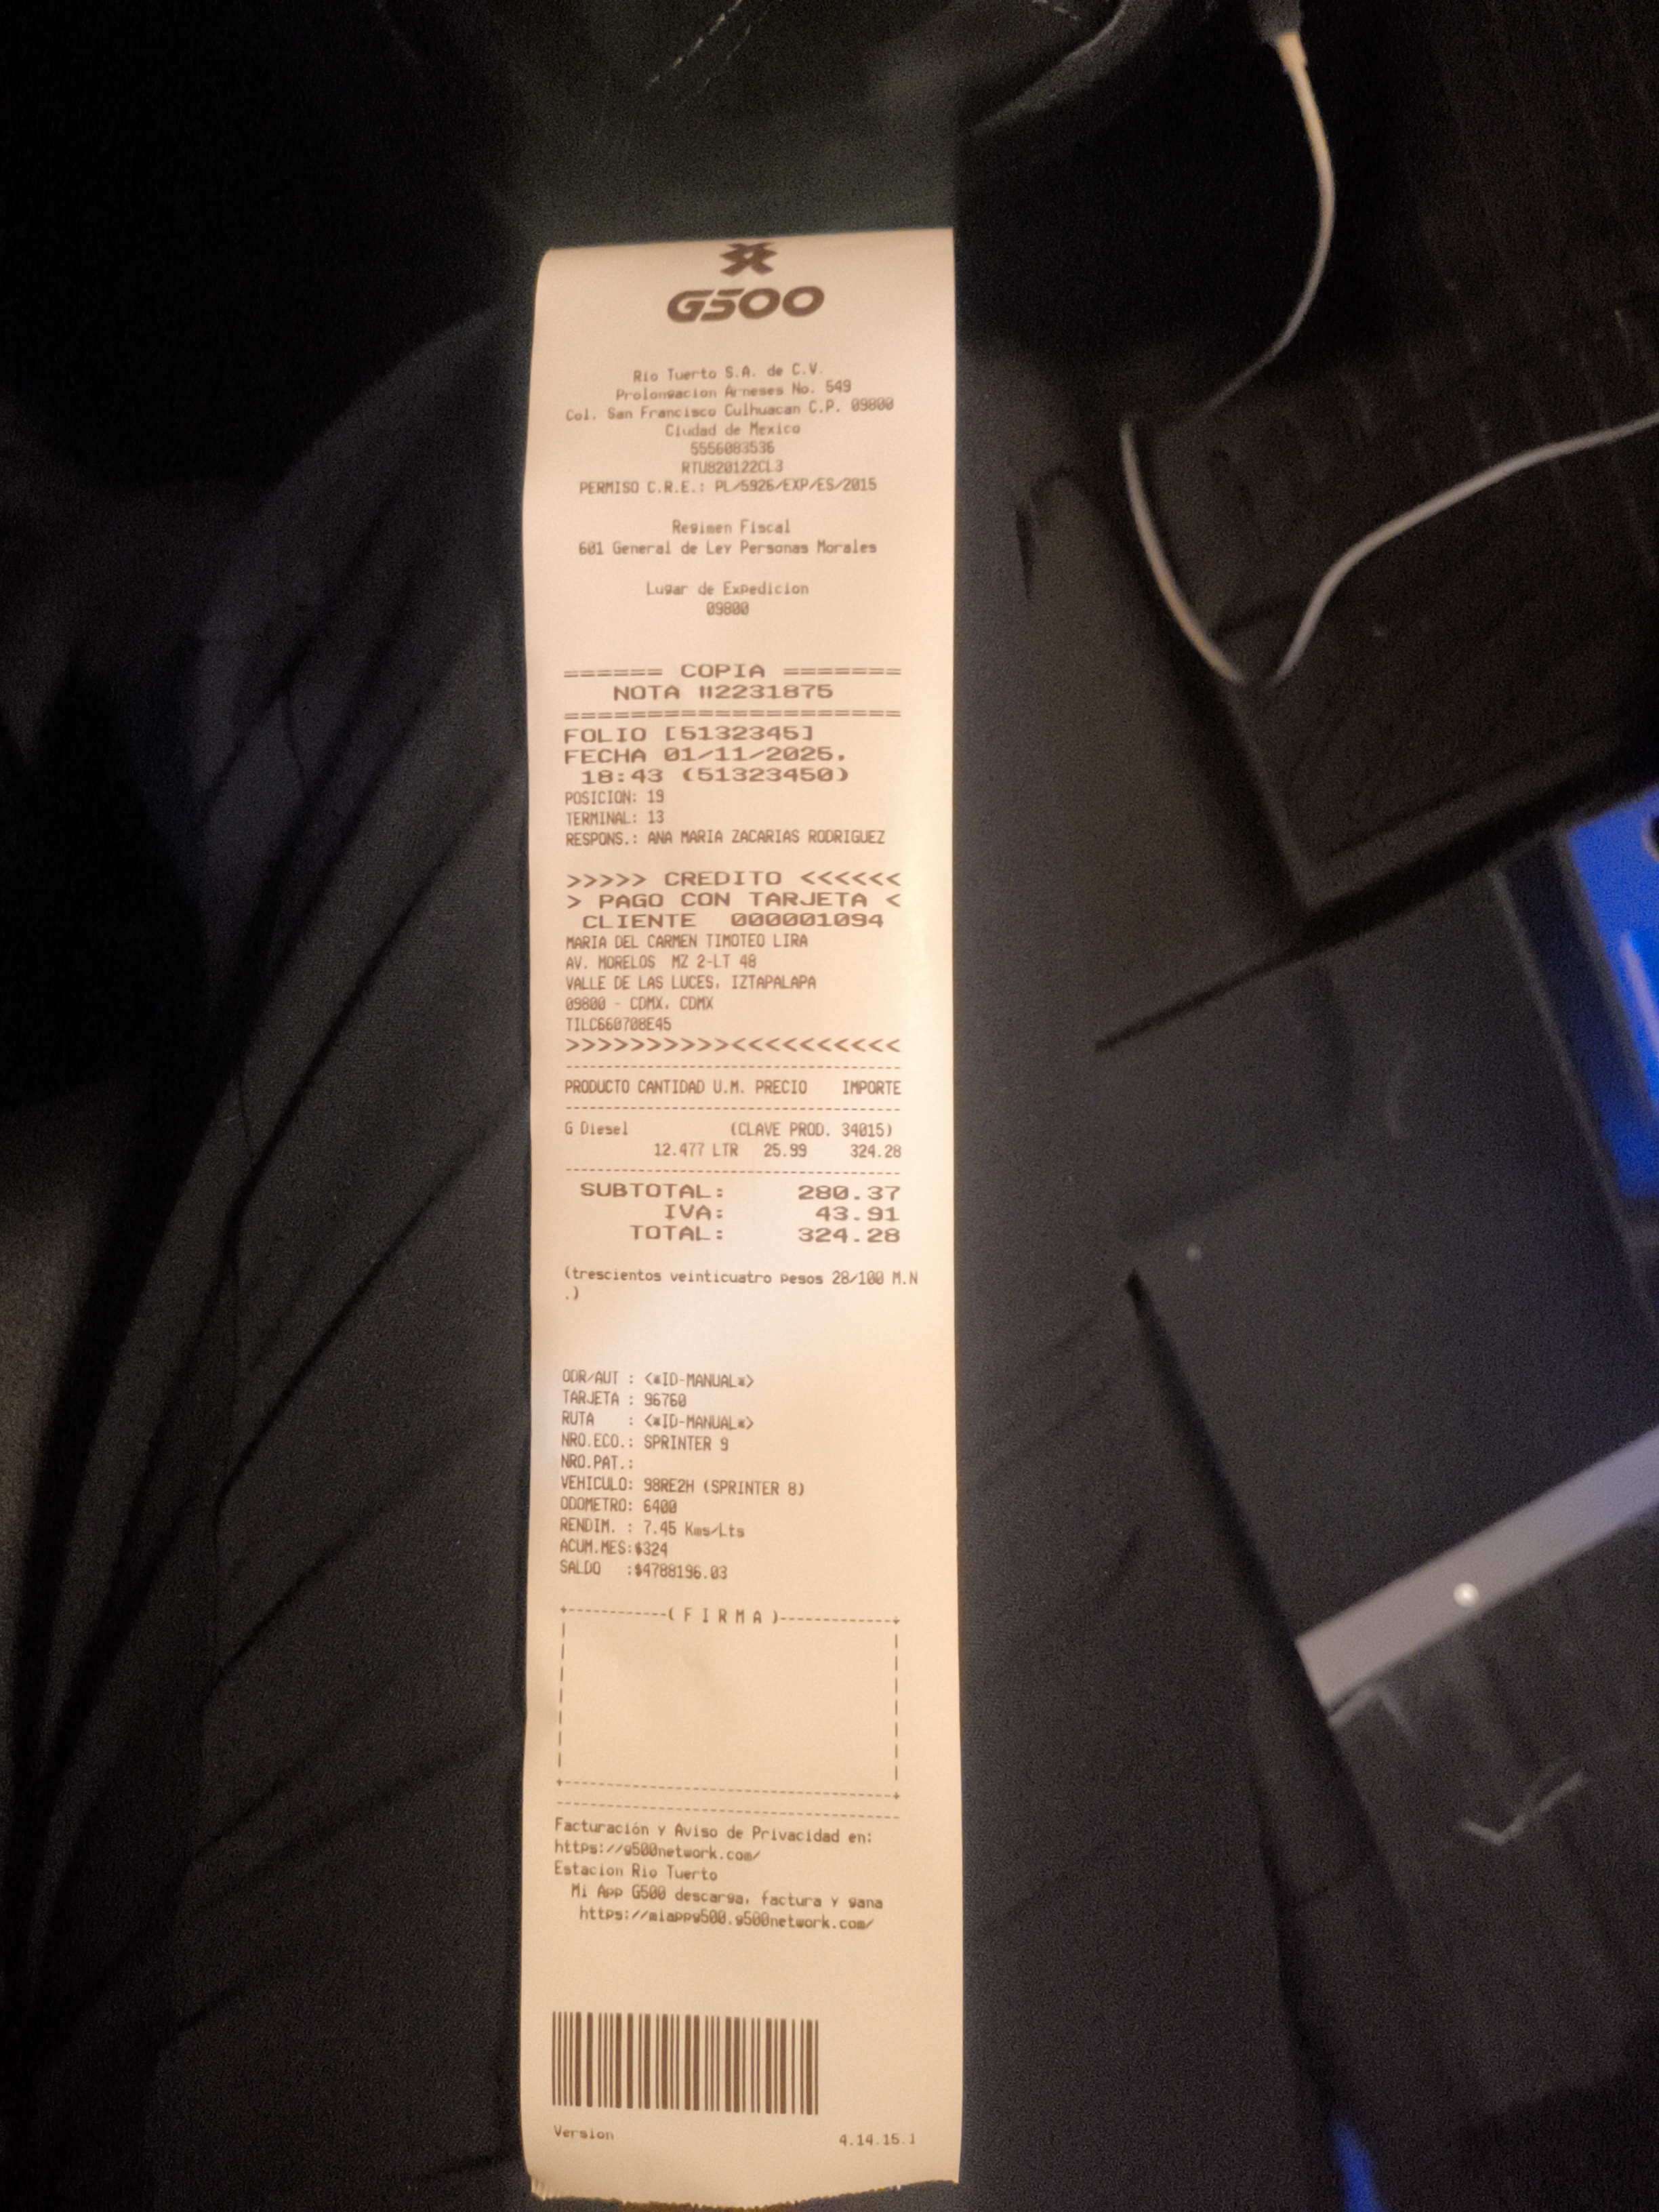 G500
Rio Tuerto S.A. de C.V.
Prolongacion Arneses No. 549
Col. San Francisco Culhuacan C.P. 09800
Ciudad de Mexico
5556083536
RTU820122CL3
PERMISO C.R.E.: PL/5926/EXP/ES/2015
Regimen Fiscal
601 General de Ley Personas Morales
Lugar de Expedicion
09800
====== COPIA =======
NOTA #2231875
====================
FOLIO [5132345]
FECHA 01/11/2025,
18:43 (51323450)
POSICION: 19
TERMINAL: 13
RESPONS.: ANA MARIA ZACARIAS RODRIGUEZ
>>>>> CREDITO <<<<<<
> PAGO CON TARJETA <
CLIENTE 000001094
MARIA DEL CARMEN TIMOTEO LIRA
AV. MORELOS MZ 2-LT 48
VALLE DE LAS LUCES, IZTAPALAPA
09800 - CDMX, CDMX
TILC660708E45
>>>>>>>>>><<<<<<<<<<
PRODUCTO CANTIDAD U.M. PRECIO IMPORTE
G Diesel (CLAVE PROD. 34015)
12.477 LTR 25.99 324.28
SUBTOTAL: 280.37
IVA: 43.91
TOTAL: 324.28
(trescientos veinticuatro pesos 28/100 M.N
.)
ODR/AUT : <*ID-MANUAL*>
TARJETA : 96760
RUTA : <*ID-MANUAL*>
NRO.ECO.: SPRINTER 9
NRO.PAT.:
VEHICULO: 98RE2H (SPRINTER 8)
ODOMETRO: 6400
RENDIM. : 7.45 Kms/Lts
ACUM.MES:$324
SALDO :$4788196.03
+-----------(F I R M A)-------------+
Facturación y Aviso de Privacidad en:
https://g500network.com/
Estacion Rio Tuerto
Mi App G500 descarga, factura y gana
https://miappg500.g500network.com/
Version 4.14.15.1